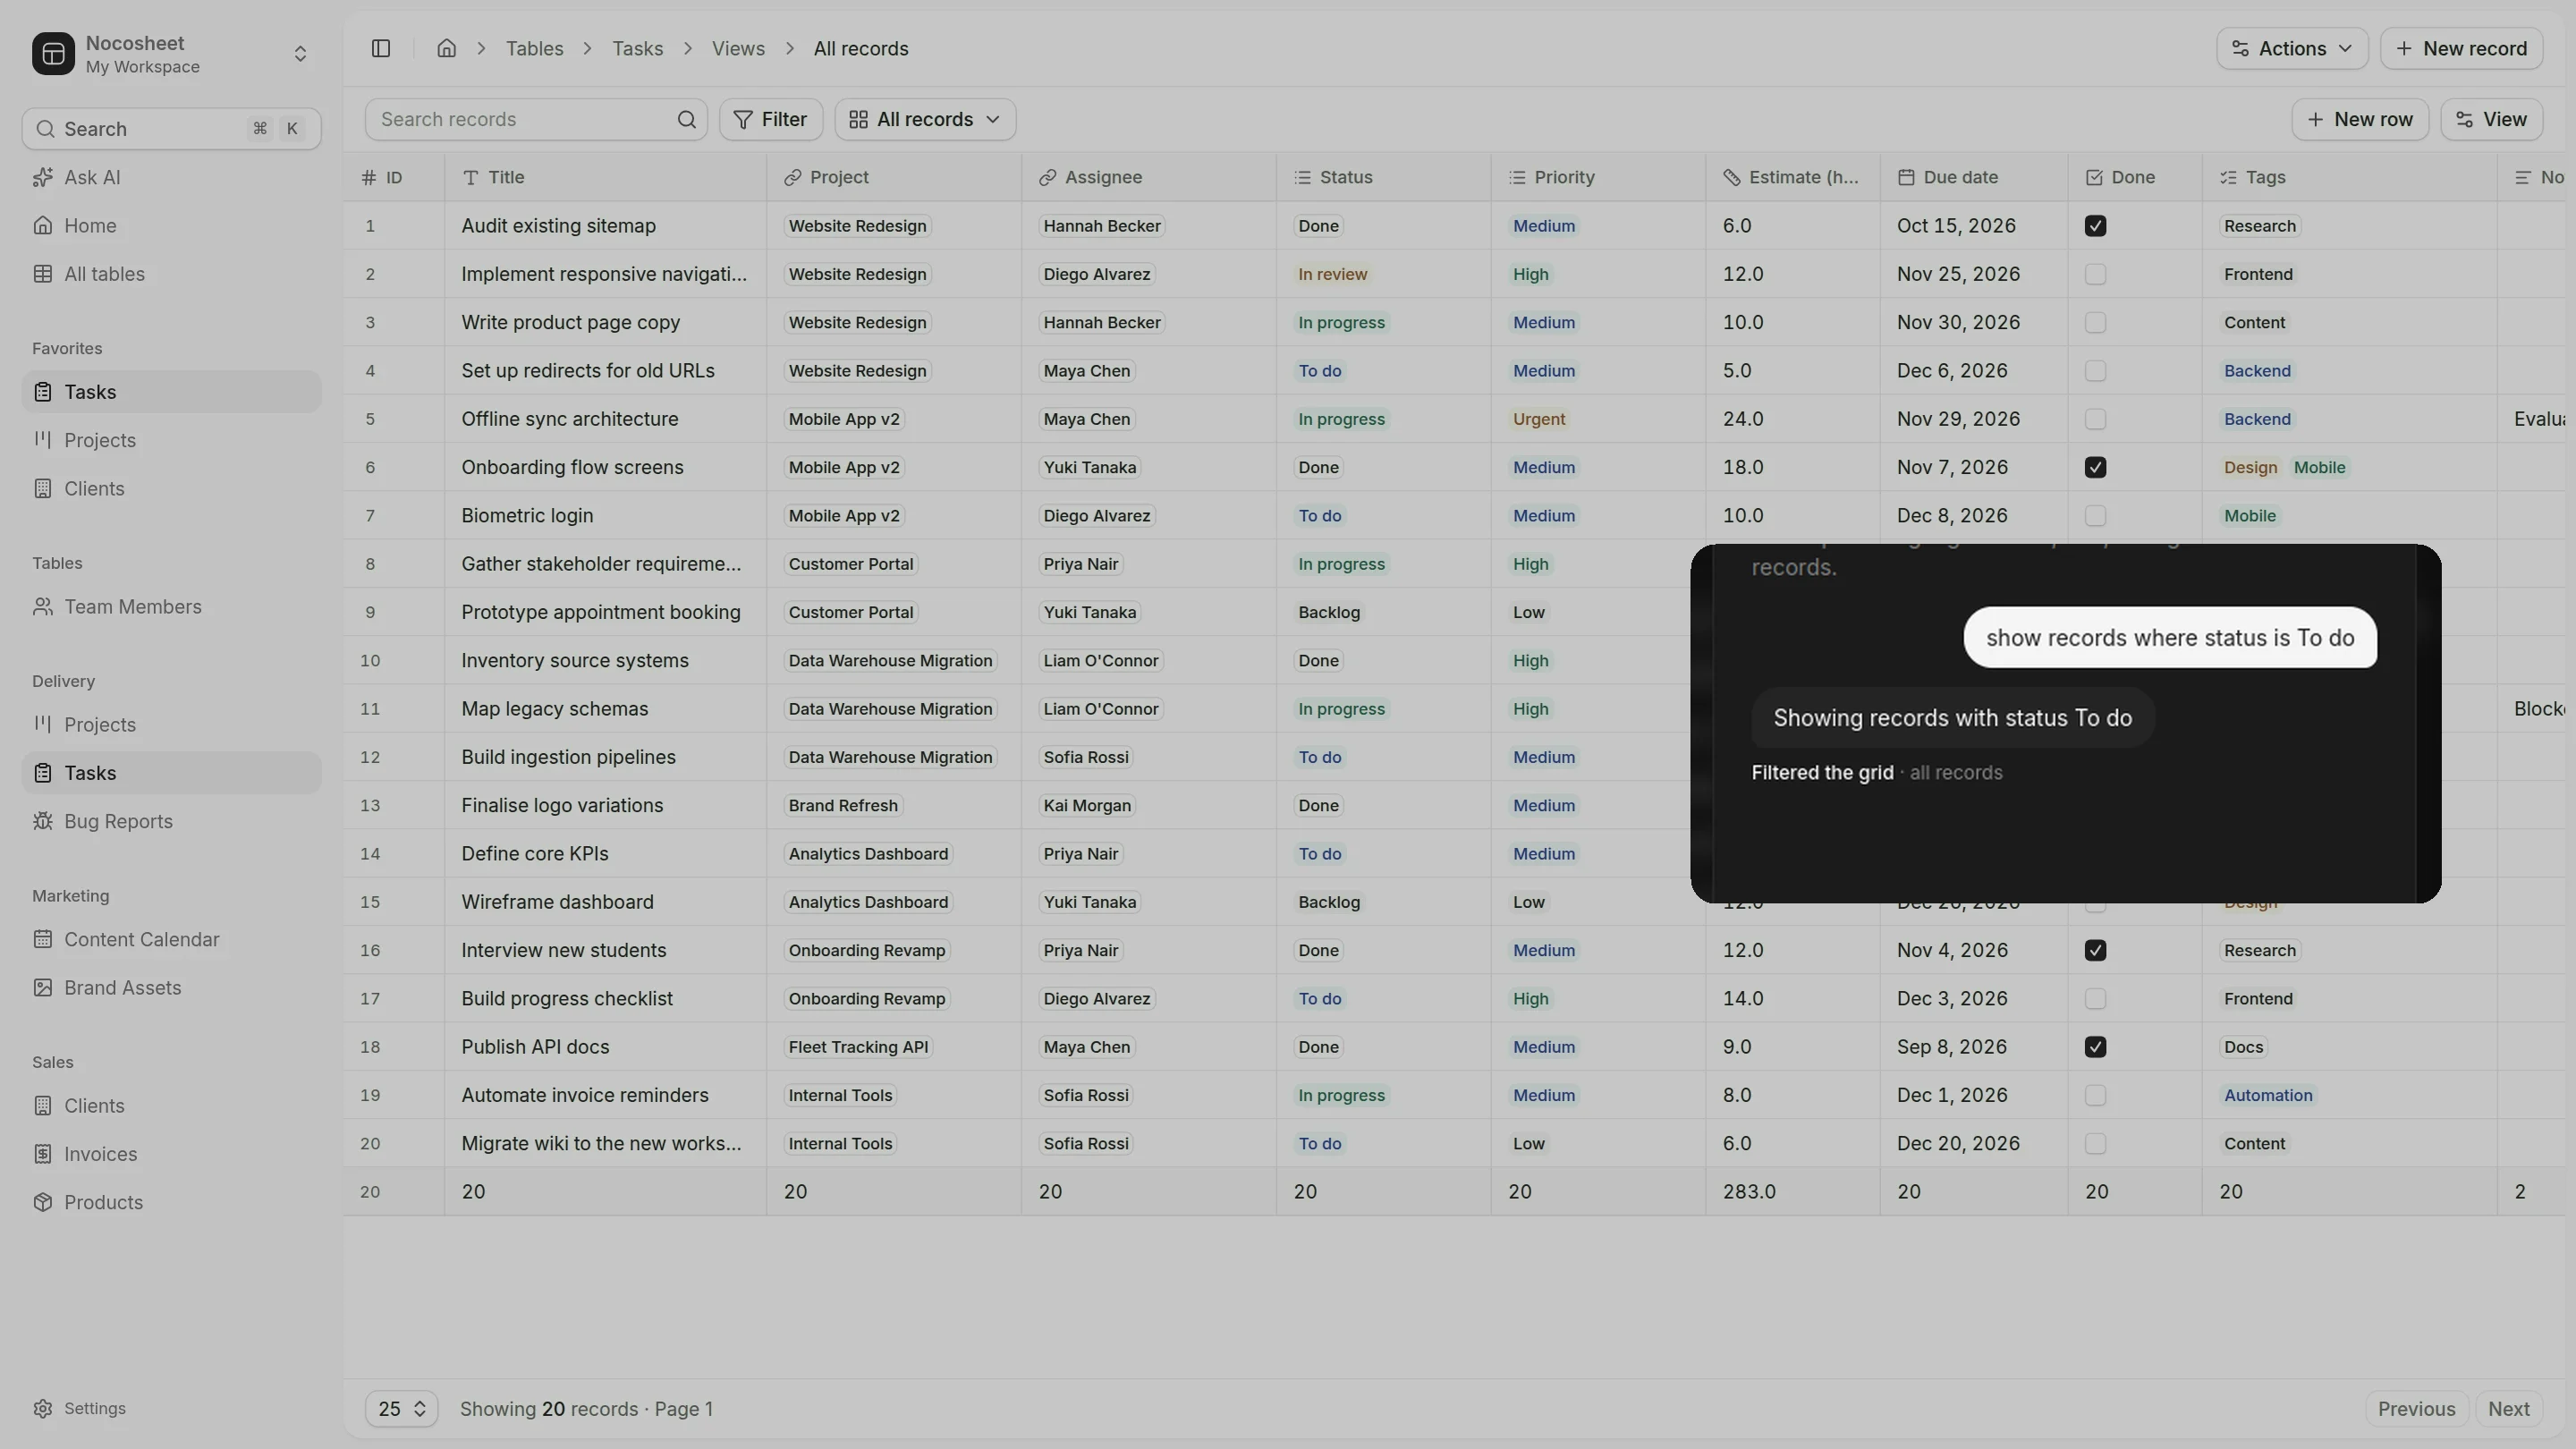 Nocosheet
My Workspace
Search ⌘ K
Ask AI
Home
All tables
Favorites
Tasks
Projects
Clients
Tables
Team Members
Delivery
Projects
Tasks
Bug Reports
Marketing
Content Calendar
Brand Assets
Sales
Clients
Invoices
Products
Settings
Tables > Tasks > Views > All records
Actions
New record
Search records
Filter
All records
New row
View
ID Title Project Assignee Status Priority Estimate (h... Due date Done Tags
1 Audit existing sitemap Website Redesign Hannah Becker Done Medium 6.0 Oct 15, 2026 Research
2 Implement responsive navigati... Website Redesign Diego Alvarez In review High 12.0 Nov 25, 2026 Frontend
3 Write product page copy Website Redesign Hannah Becker In progress Medium 10.0 Nov 30, 2026 Content
4 Set up redirects for old URLs Website Redesign Maya Chen To do Medium 5.0 Dec 6, 2026 Backend
5 Offline sync architecture Mobile App v2 Maya Chen In progress Urgent 24.0 Nov 29, 2026 Backend
6 Onboarding flow screens Mobile App v2 Yuki Tanaka Done Medium 18.0 Nov 7, 2026 Design Mobile
7 Biometric login Mobile App v2 Diego Alvarez To do Medium 10.0 Dec 8, 2026 Mobile
8 Gather stakeholder requireme... Customer Portal Priya Nair In progress High
9 Prototype appointment booking Customer Portal Yuki Tanaka Backlog Low
10 Inventory source systems Data Warehouse Migration Liam O'Connor Done High
11 Map legacy schemas Data Warehouse Migration Liam O'Connor In progress High
12 Build ingestion pipelines Data Warehouse Migration Sofia Rossi To do Medium
13 Finalise logo variations Brand Refresh Kai Morgan Done Medium
14 Define core KPIs Analytics Dashboard Priya Nair To do Medium
15 Wireframe dashboard Analytics Dashboard Yuki Tanaka Backlog Low
16 Interview new students Onboarding Revamp Priya Nair Done Medium 12.0 Nov 4, 2026 Research
17 Build progress checklist Onboarding Revamp Diego Alvarez To do High 14.0 Dec 3, 2026 Frontend
18 Publish API docs Fleet Tracking API Maya Chen Done Medium 9.0 Sep 8, 2026 Docs
19 Automate invoice reminders Internal Tools Sofia Rossi In progress Medium 8.0 Dec 1, 2026 Automation
20 Migrate wiki to the new works... Internal Tools Sofia Rossi To do Low 6.0 Dec 20, 2026 Content
20 20 20 20 20 20 283.0 20 20 20 2
records.
show records where status is To do
Showing records with status To do
Filtered the grid · all records
25 Showing 20 records · Page 1
Previous
Next